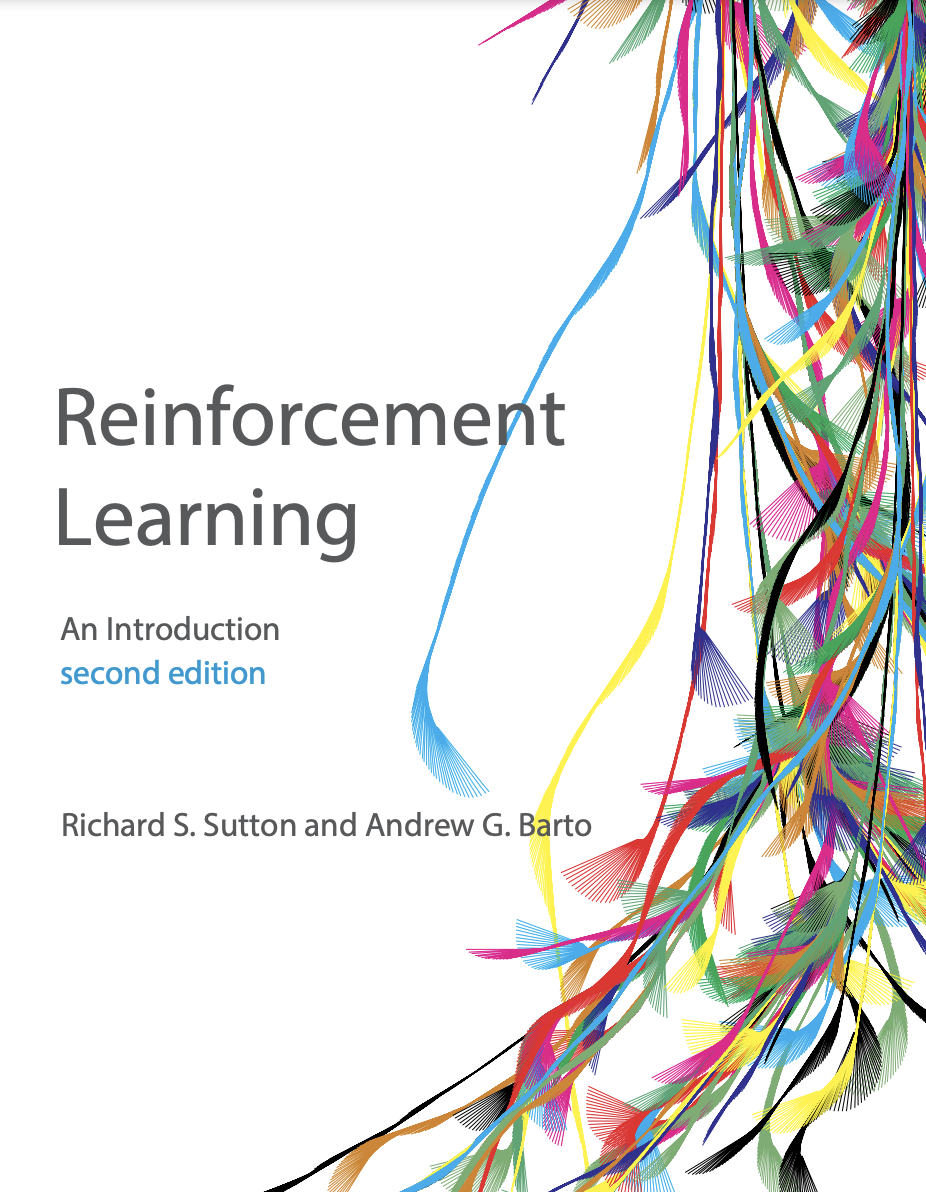 Reinforcement
Learning
An Introduction
second edition
Richard S. Sutton and Andrew G. Barto